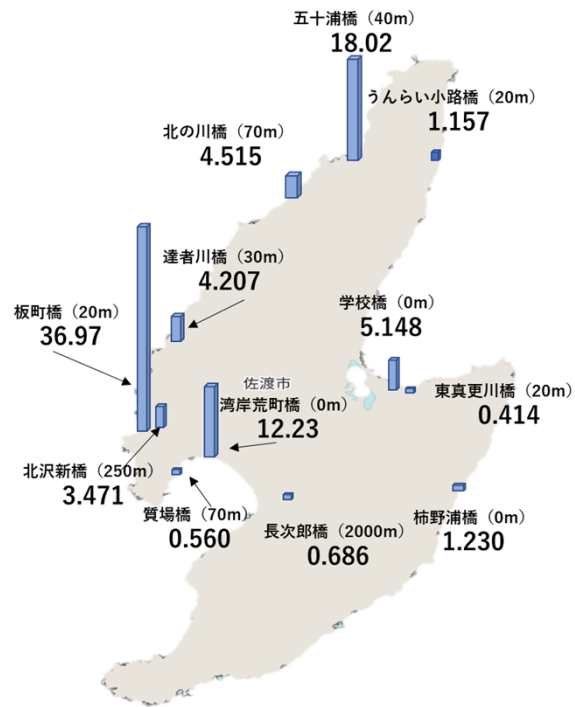 五十浦橋（40m）
18.02
うんらい小路橋（20m）
1.157
北の川橋（70m）
4.515
達者川橋（30m）
4.207
板町橋（20m）
36.97
学校橋（0m）
5.148
佐渡市
湾岸荒町橋（0m）
12.23
東真更川橋（20m）
0.414
北沢新橋（250m）
3.471
質場橋（70m）
0.560
長次郎橋（2000m）
0.686
柿野浦橋（0m）
1.230